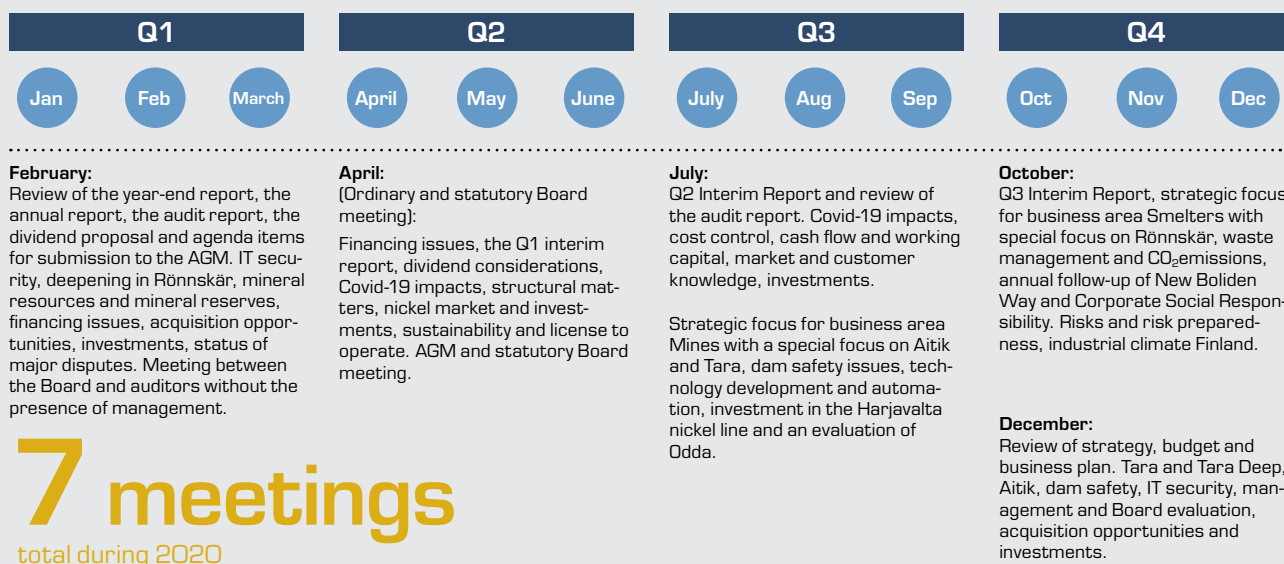 Q1
Jan
Feb
March
Q2
April
May
June
Q3
July
Aug
Sep
Q4
Oct
Nov
Dec
February:
Review of the year-end report, the
annual report, the audit report, the
dividend proposal and agenda items
for submission to the AGM. IT secu-
rity, deepening in Rönnskär, mineral
resources and mineral reserves,
financing issues, acquisition oppor-
tunities, investments, status of
major disputes. Meeting between
the Board and auditors without the
presence of management.
7 meetings
total during 2020
April:
(Ordinary and statutory Board
meeting):
Financing issues, the Q1 interim
report, dividend considerations,
Covid-19 impacts, structural mat-
ters, nickel market and invest-
ments, sustainability and license to
operate. AGM and statutory Board
meeting.
July:
Q2 Interim Report and review of
the audit report. Covid-19 impacts,
cost control, cash flow and working
capital, market and customer
knowledge, investments.
Strategic focus for business area
Mines with a special focus on Aitik
and Tara, dam safety issues, tech-
nology development and automa-
tion, investment in the Harjavalta
nickel line and an evaluation of
Odda.
October:
Q3 Interim Report, strategic focus
for business area Smelters with
special focus on Rönnskär, waste
management and CO₂emissions,
annual follow-up of New Boliden
Way and Corporate Social Respon-
sibility. Risks and risk prepared-
ness, industrial climate Finland.
December:
Review of strategy, budget and
business plan. Tara and Tara Deep,
Aitik, dam safety, IT security, man-
agement and Board evaluation,
acquisition opportunities and
investments.